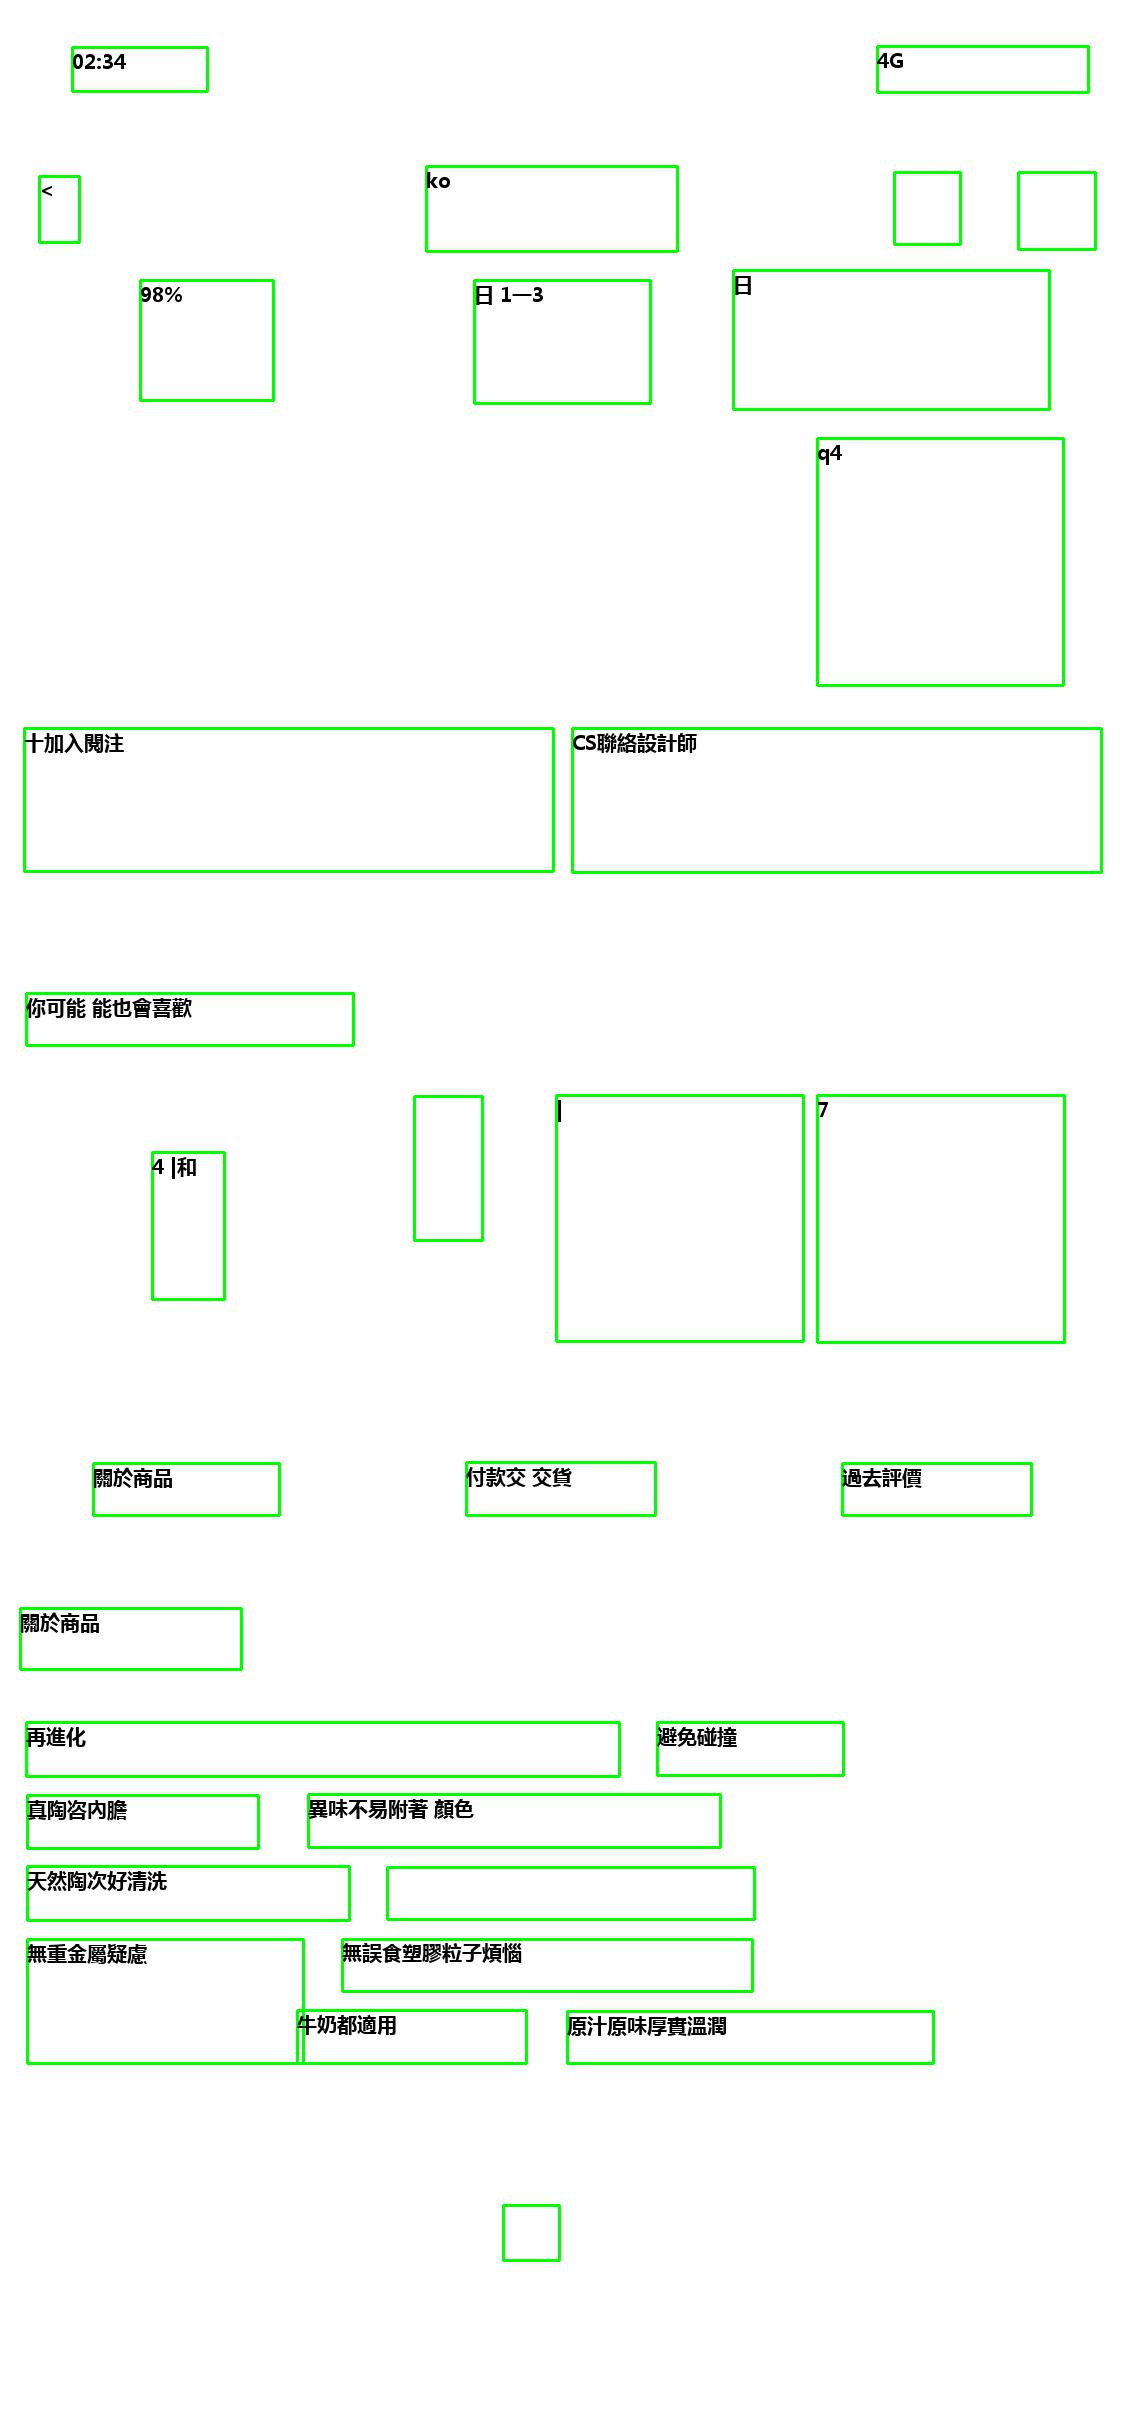 02:34 4G
< ko
98% 日 1—3 日
q4
十加入閱注 CS聯絡設計師
你可能 能也會喜歡
| 7
4 |和
關於商品 付款交 交貨 過去評價
關於商品
再進化 避免碰撞
真陶咨內膽 異味不易附著 顏色
天然陶次好清洗
無重金屬疑慮 無誤食塑膠粒子煩惱
牛奶都適用 原汁原味厚實溫潤